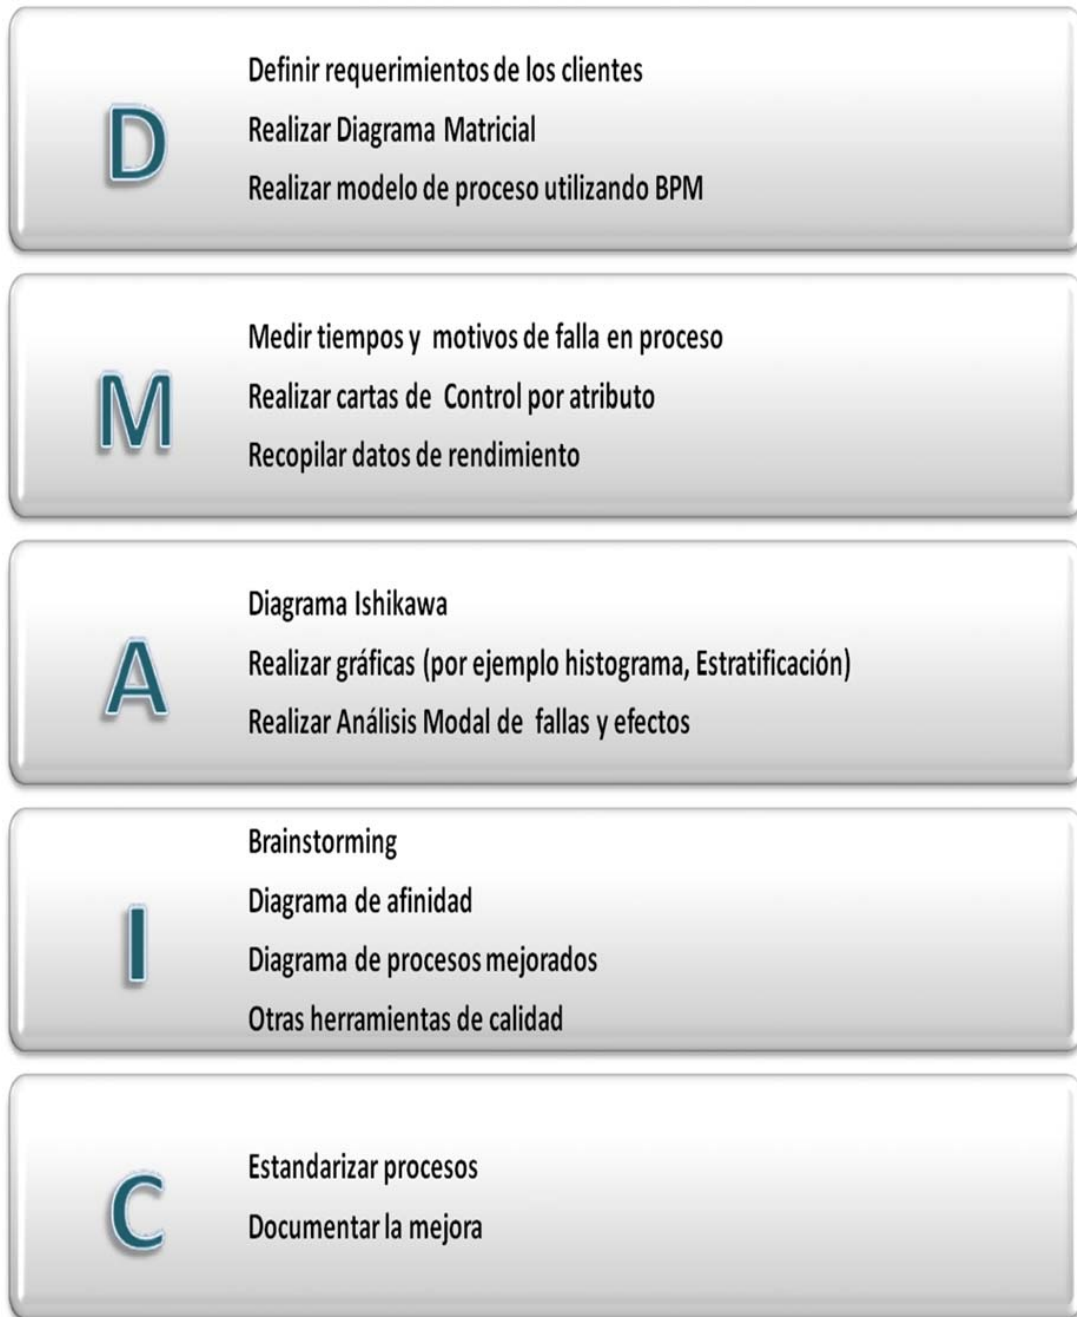 D
Definir requerimientos de los clientes
Realizar Diagrama Matricial
Realizar modelo de proceso utilizando BPM
M
Medir tiempos y motivos de falla en proceso
Realizar cartas de Control por atributo
Recopilar datos de rendimiento
A
Diagrama Ishikawa
Realizar gráficas (por ejemplo histograma, Estratificación)
Realizar Análisis Modal de fallas y efectos
I
Brainstorming
Diagrama de afinidad
Diagrama de procesos mejorados
Otras herramientas de calidad
C
Estandarizar procesos
Documentar la mejora